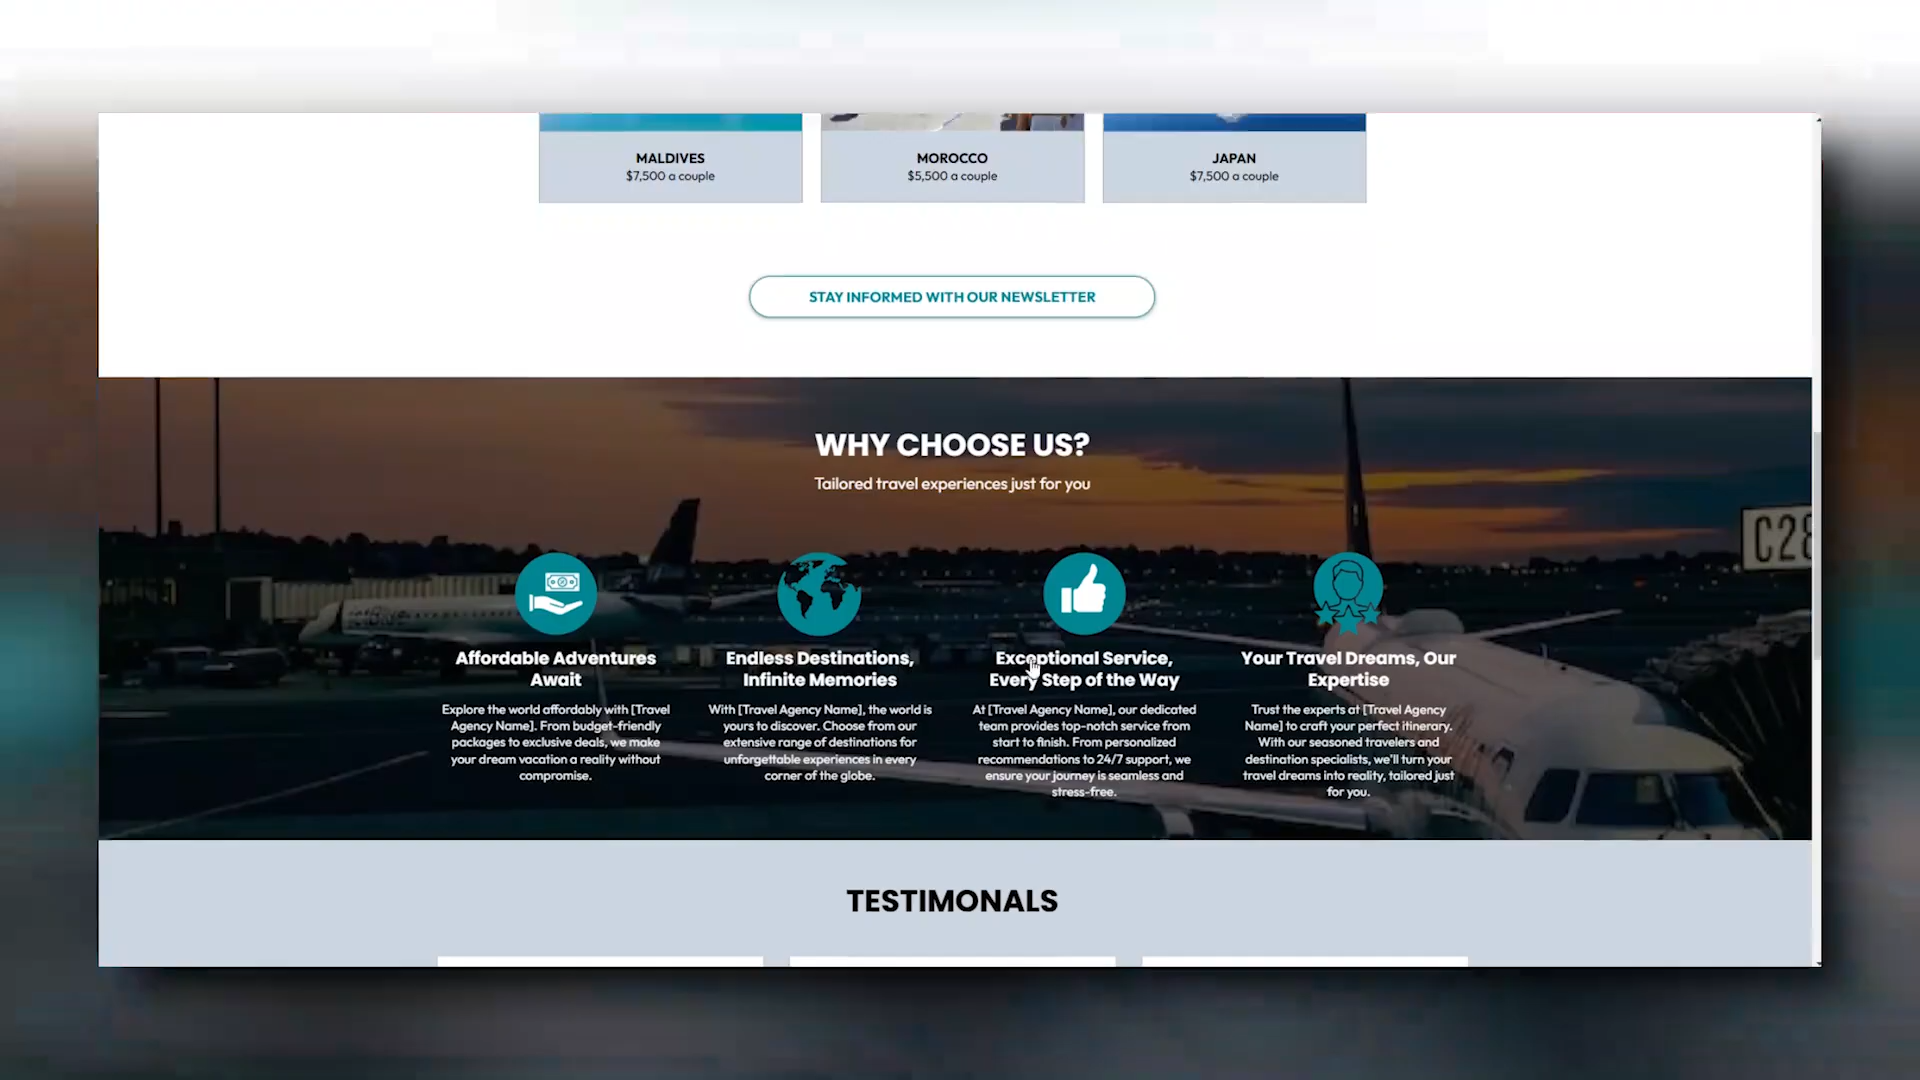 MALDIVES
$7,500 a couple
MOROCCO
$5,500 a couple
JAPAN
$7,500 a couple
STAY INFORMED WITH OUR NEWSLETTER
WHY CHOOSE US?
Tailored travel experiences just for you
C28
Affordable Adventures
Await
Explore the world affordably with [Travel
Agency Name]. From budget-friendly
packages to exclusive deals, we make
your dream vacation a reality without
compromise.
Endless Destinations,
Infinite Memories
With [Travel Agency Name], the world is
yours to discover. Choose from our
extensive range of destinations for
unforgettable experiences in every
corner of the globe.
Exceptional Service,
Every Step of the Way
At [Travel Agency Name], our dedicated
team provides top-notch service from
start to finish. From personalized
recommendations to 24/7 support, we
ensure your journey is seamless and
stress-free.
Your Travel Dreams, Our
Expertise
Trust the experts at [Travel Agency
Name] to craft your perfect itinerary.
With our seasoned travelers and
destination specialists, we'll turn your
travel dreams into reality, tailored just
for you.
TESTIMONALS